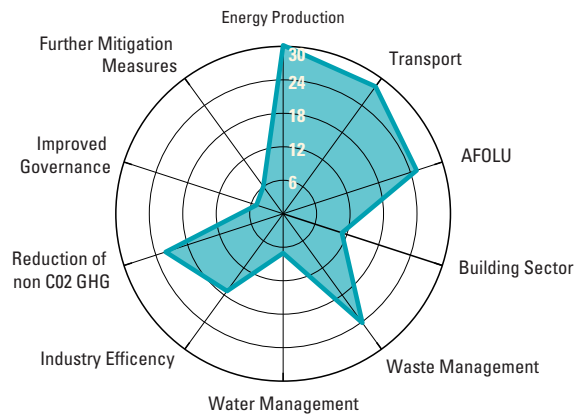 Energy Production
Further Mitigation
Measures
Transport
30
24
18
12
6
Improved
Governance
AFOLU
Reduction of
non C02 GHG
Building Sector
Industry Efficency
Waste Management
Water Management